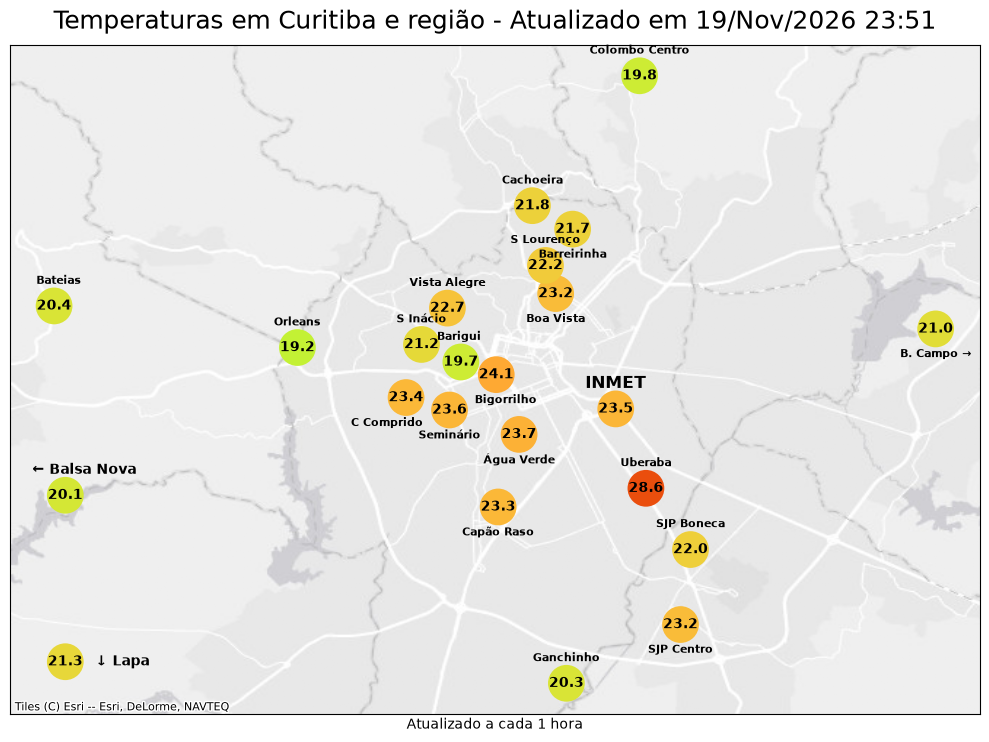 Temperaturas em Curitiba e região - Atualizado em 19/Nov/2026 23:51
Colombo Centro
19.8
Cachoeira
21.8
21.7
S Lourenço
Barreirinha
22.2
Bateias
20.4
Vista Alegre
22.7
23.2
Boa Vista
Orleans
19.2
S Inácio
21.2
Barigui
19.7
21.0
B. Campo →
24.1
Bigorrilho
INMET
23.5
23.4
C Comprido
23.6
Seminário
23.7
Água Verde
← Balsa Nova
20.1
Uberaba
28.6
23.3
Capão Raso
SJP Boneca
22.0
23.2
SJP Centro
21.3 ↓ Lapa
Ganchinho
20.3
Tiles (C) Esri -- Esri, DeLorme, NAVTEQ
Atualizado a cada 1 hora